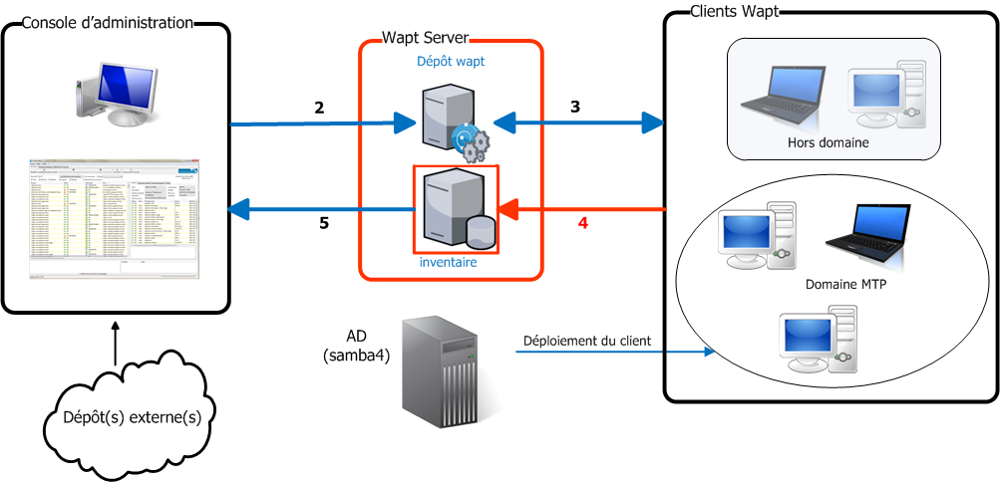 Console d'administration
Wapt Server
Clients Wapt
Dépôt wapt
2
3
Hors domaine
5
4
inventaire
Domaine MTP
AD
(samba4)
Déploiement du client
Dépôt(s) externe(s)